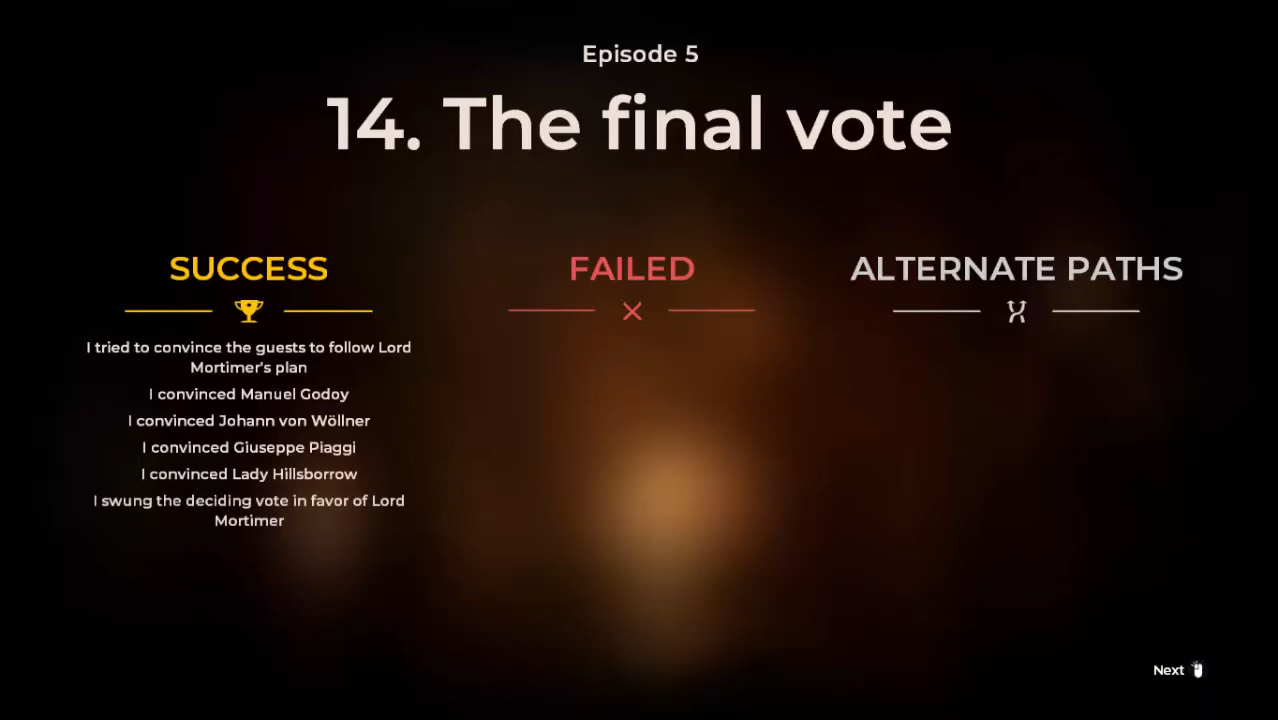 Episode 5
14. The final vote
SUCCESS
I tried to convince the guests to follow Lord
Mortimer's plan
I convinced Manuel Godoy
I convinced Johann von Wöllner
I convinced Giuseppe Piaggi
I convinced Lady Hillsborrow
I swung the deciding vote in favor of Lord
Mortimer
FAILED
ALTERNATE PATHS
Next